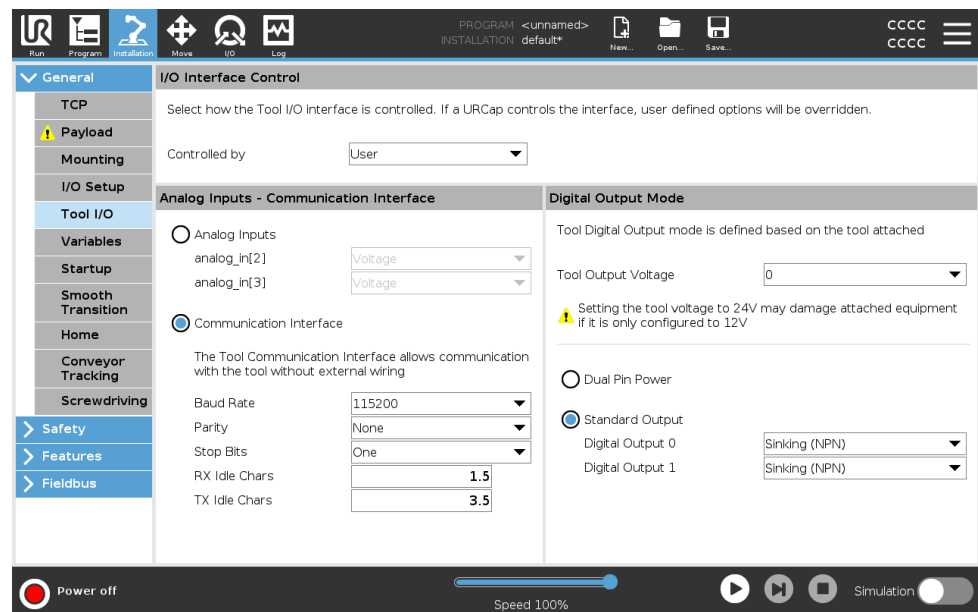 PROGRAM <unnamed>
INSTALLATION default*
CCCC
CCCC
Run
Program
Installation
Move
I/O
Log
New...
Open...
Save...
General
TCP
Payload
Mounting
I/O Setup
Tool I/O
Variables
Startup
Smooth
Transition
Home
Conveyor
Tracking
Screwdriving
Safety
Features
Fieldbus
I/O Interface Control
Select how the Tool I/O interface is controlled. If a URCap controls the interface, user defined options will be overridden.
Controlled by User
Analog Inputs - Communication Interface
Analog Inputs
analog_in[2] Voltage
analog_in[3] Voltage
Communication Interface
The Tool Communication Interface allows communication
with the tool without external wiring
Baud Rate 115200
Parity None
Stop Bits One
RX Idle Chars 1.5
TX Idle Chars 3.5
Digital Output Mode
Tool Digital Output mode is defined based on the tool attached
Tool Output Voltage 0
Setting the tool voltage to 24V may damage attached equipment
if it is only configured to 12V
Dual Pin Power
Standard Output
Digital Output 0 Sinking (NPN)
Digital Output 1 Sinking (NPN)
Power off
Speed 100%
Simulation